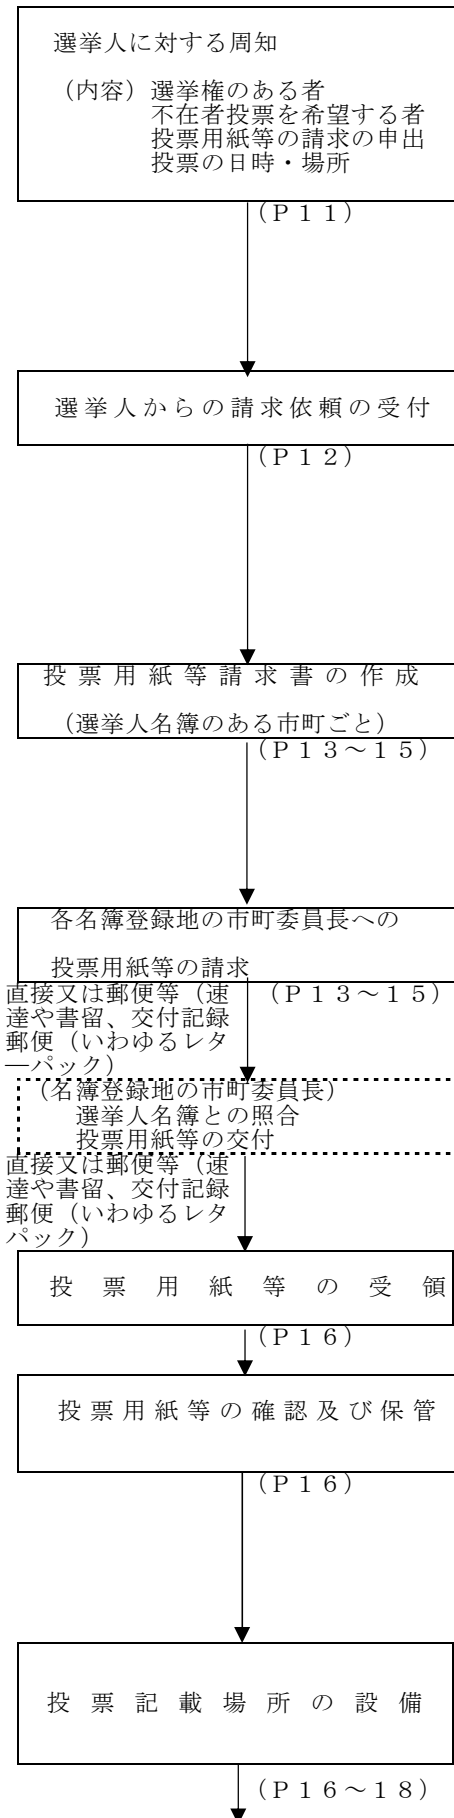 選挙人に対する周知
（内容）選挙権のある者
不在者投票を希望する者
投票用紙等の請求の申出
投票の日時・場所
（Ｐ１１）
選挙人からの請求依頼の受付
（Ｐ１２）
投票用紙等請求書の作成
（選挙人名簿のある市町ごと）
（Ｐ１３～１５）
各名簿登録地の市町委員長への
投票用紙等の請求
（Ｐ１３～１５）
直接又は郵便等（速
達や書留、交付記録
郵便（いわゆるレタ
―パック）
（名簿登録地の市町委員長）
選挙人名簿との照合
投票用紙等の交付
直接又は郵便等（速
達や書留、交付記録
郵便（いわゆるレタ
パック）
投票用紙等の受領
（Ｐ１６）
投票用紙等の確認及び保管
（Ｐ１６）
投票記載場所の設備
（Ｐ１６～１８）